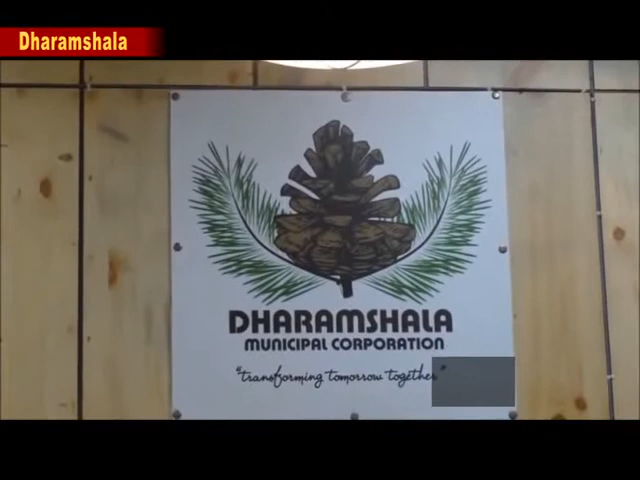 Dharamshala
DHARAMSHALA
MUNICIPAL CORPORATION
"transforming tomorrow together"